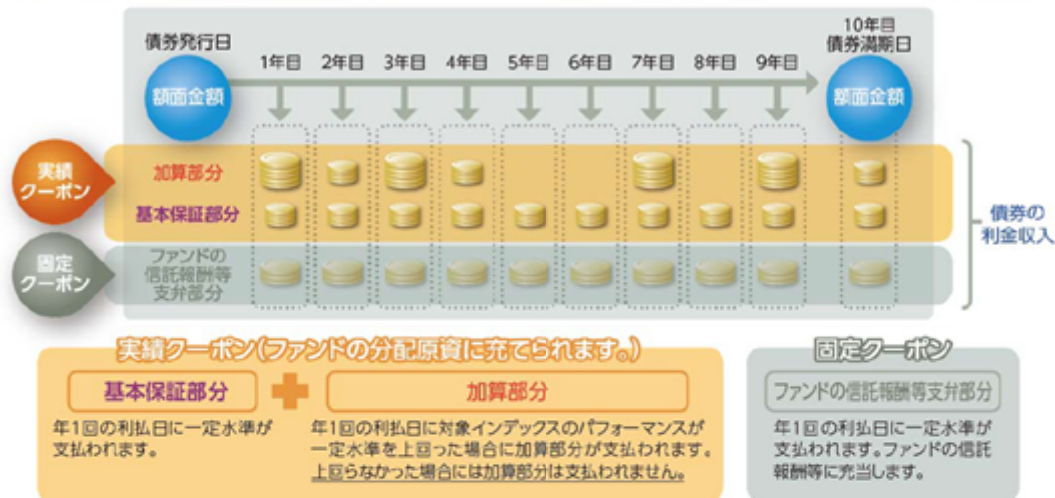 債券発行日
額面金額
1年目 2年目 3年目 4年目 5年目 6年目 7年目 8年目 9年目
10年目
債券満期日
額面金額
実績
クーポン
加算部分
基本保証部分
固定
クーポン
ファンドの
信託報酬等
支弁部分
債券の
利金収入
実績クーポン(ファンドの分配原資に充てられます。)
基本保証部分
年1回の利払日に一定水準が
支払われます。
加算部分
年1回の利払日に対象インデックスのパフォーマンスが
一定水準を上回った場合に加算部分が支払われます。
上回らなかった場合には加算部分は支払われません。
固定クーポン
ファンドの信託報酬等支弁部分
年1回の利払日に一定水準が
支払われます。ファンドの信託
報酬等に充当します。